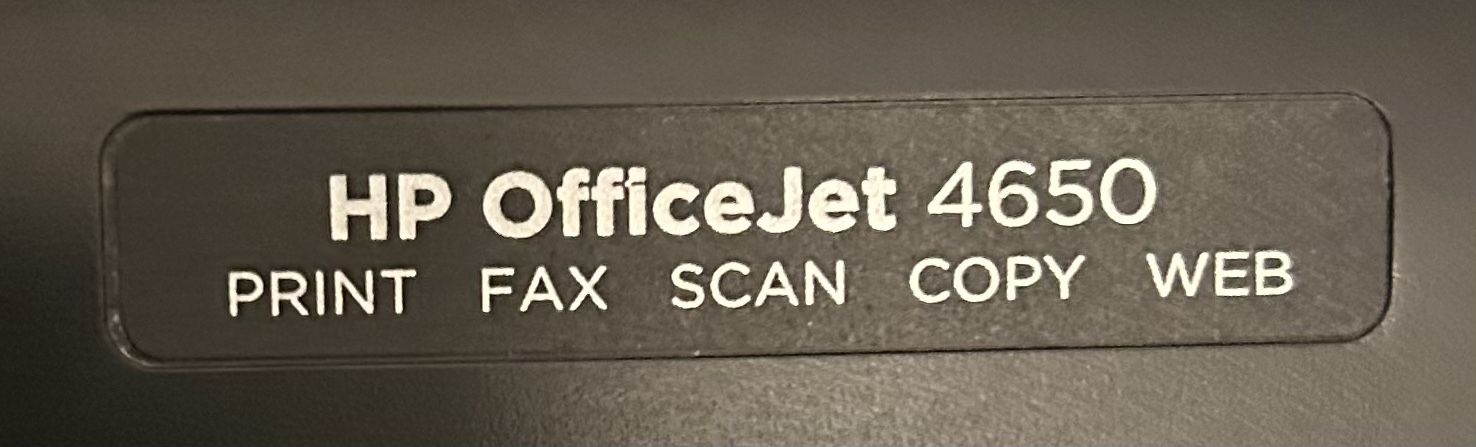 HP OfficeJet 4650
PRINT FAX SCAN COPY WEB